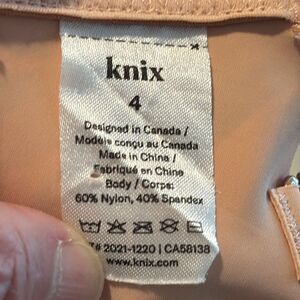 knix
4
Designed in Canada /
Modèle conçu au Canada
Made in China /
Fabriqué en Chine
Body / Corps:
60% Nylon, 40% Spandex
# 2021-1220 | CA58138
www.knix.com